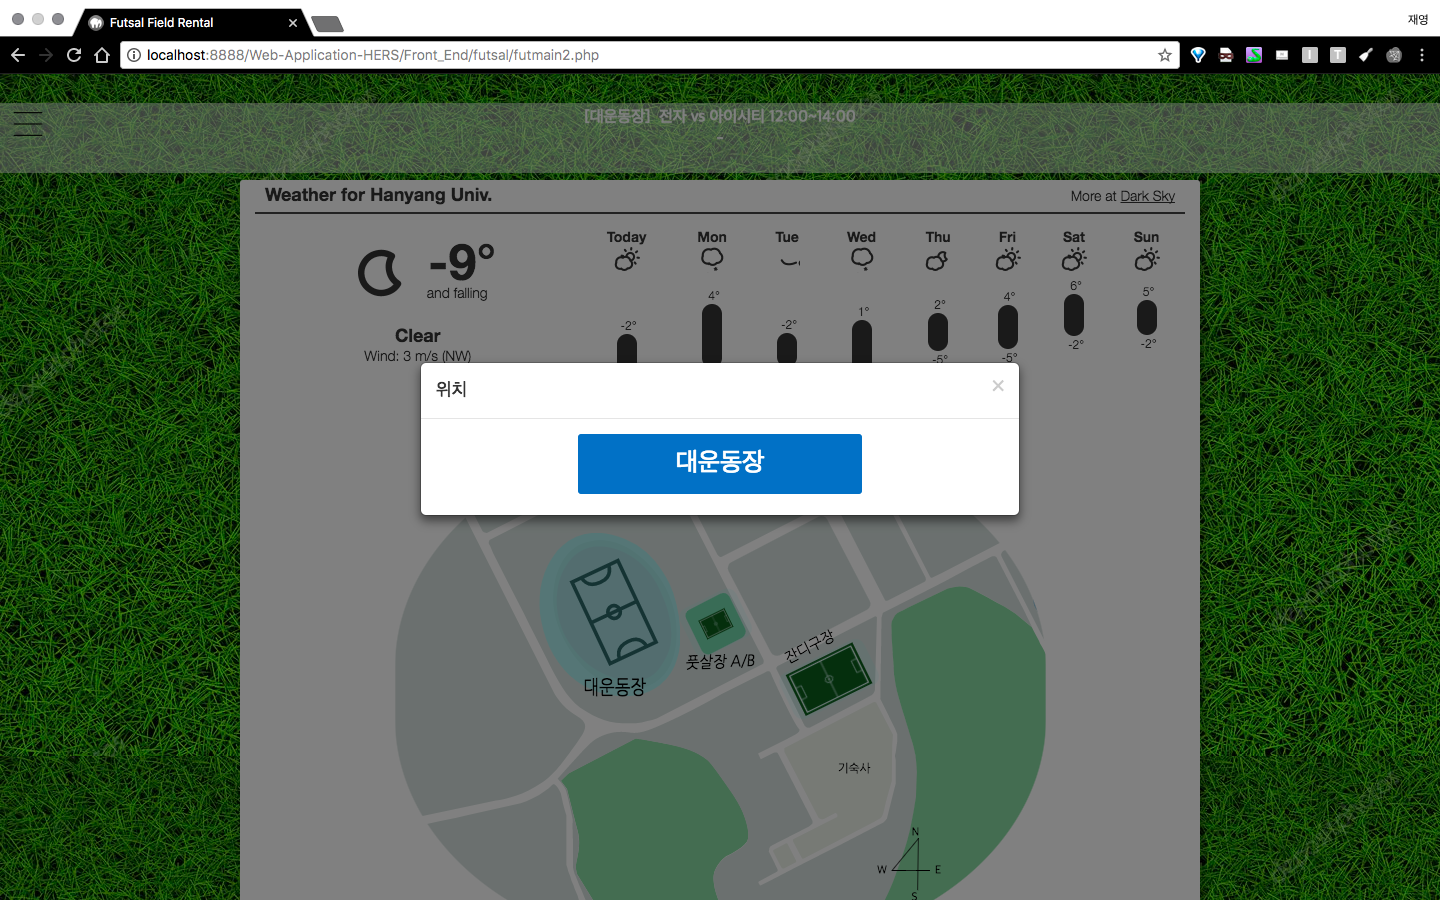 Futsal Field Rental
재영
localhost:8888/Web-Application-HERS/Front_End/futsal/futmain2.php
[대운동장] 전자 vs 아이시티 12:00~14:00
-
Weather for Hanyang Univ.
More at Dark Sky
Today Mon Tue Wed Thu Fri Sat Sun
-9°
and falling
Clear
Wind: 3 m/s (NW)
-2° 4° -2° 1° 2° 4° 6° 5°
-5° -5° -2° -2°
위치
×
대운동장
대운동장
풋살장 A/B
잔디구장
기숙사
N
W E
S